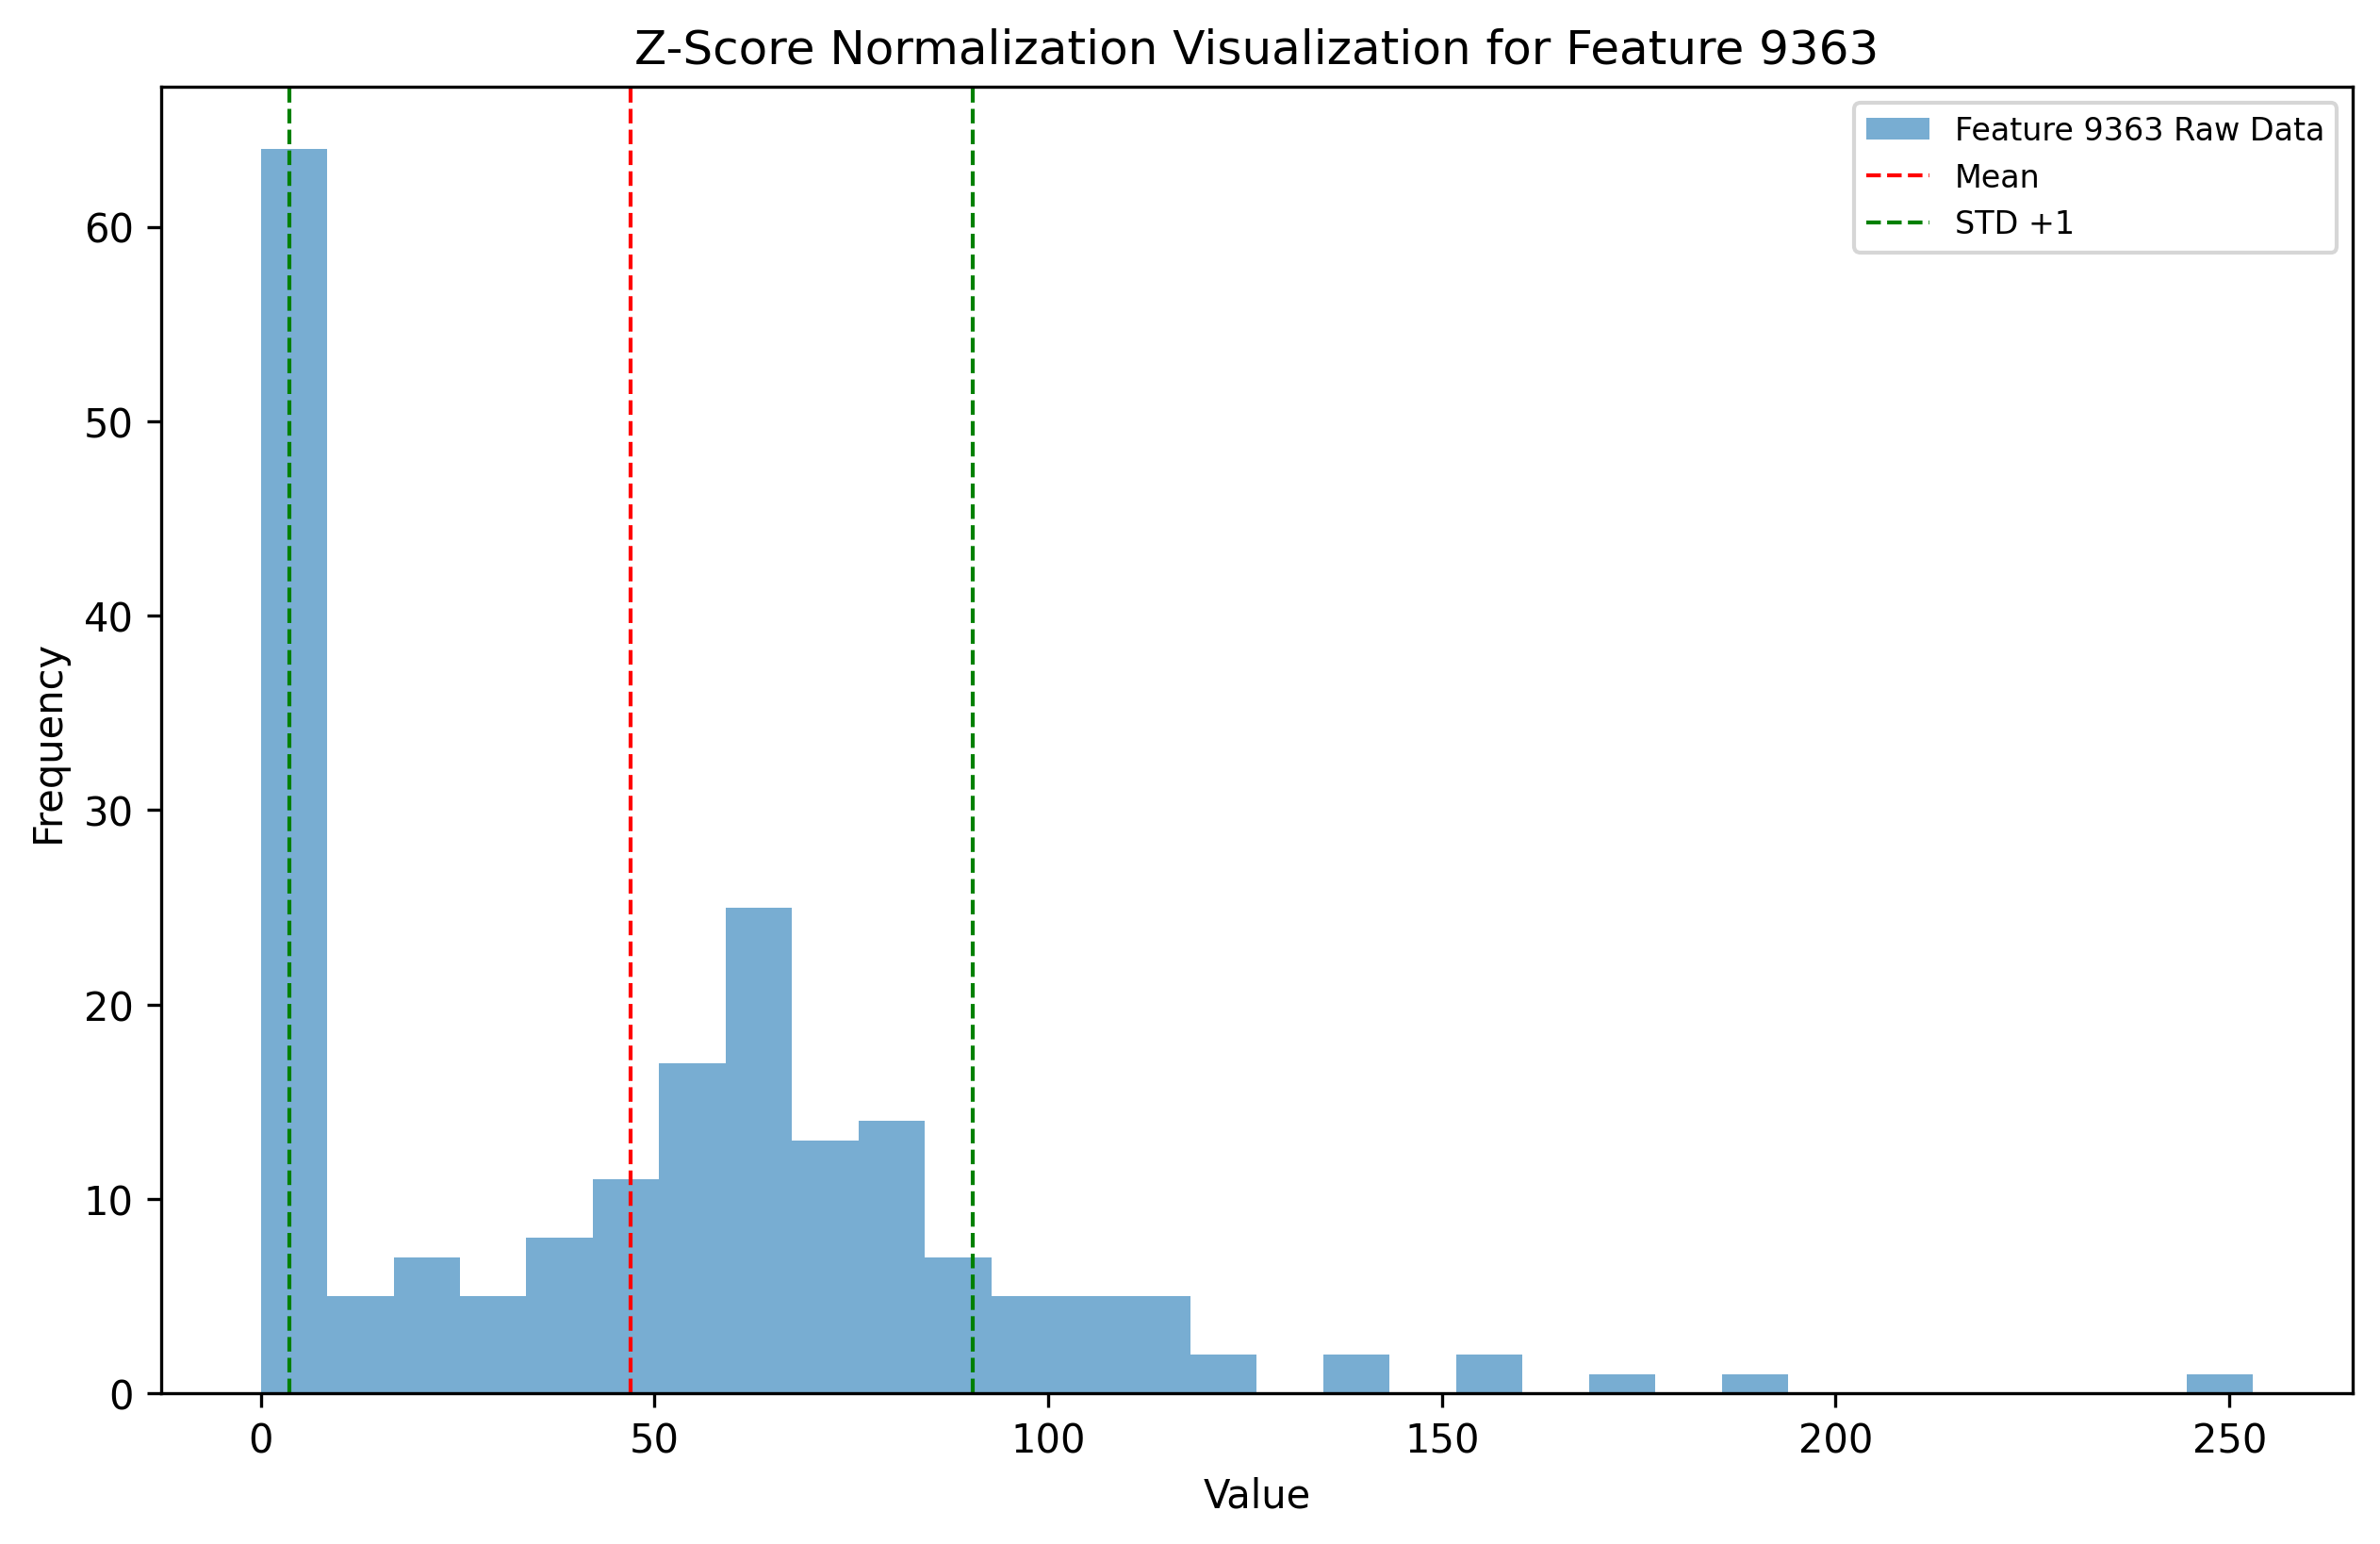 Z-Score Normalization Visualization for Feature 9363
Feature 9363 Raw Data
Mean
STD +1
Frequency
60
50
40
30
20
10
0
0 50 100 150 200 250
Value